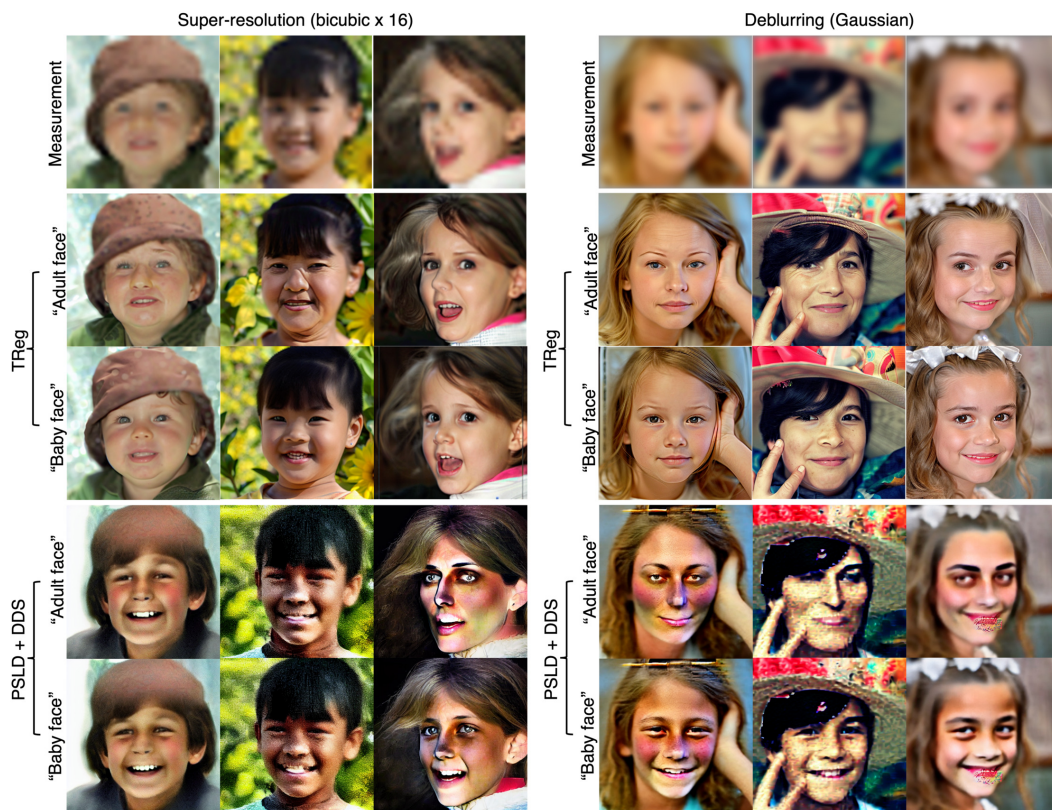 Super-resolution (bicubic x 16)
Measurement
TReg
“Adult face”
“Baby face”
PSLD + DDS
“Adult face”
“Baby face”
Deblurring (Gaussian)
Measurement
TReg
“Adult face”
“Baby face”
PSLD + DDS
“Adult face”
“Baby face”